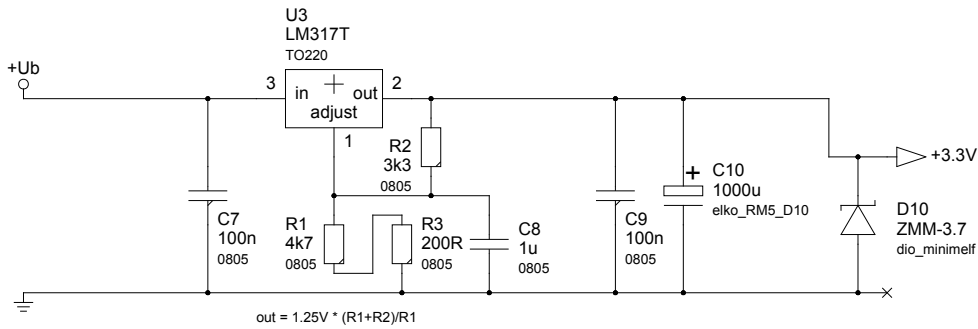 U3
LM317T
TO220
+Ub
3
in
out
adjust
2
1
R2
3k3
0805
+3.3V
C7
100n
0805
R1
4k7
0805
R3
200R
0805
C8
1u
0805
C9
100n
0805
+
C10
1000u
elko_RM5_D10
D10
ZMM-3.7
dio_minimelf
out = 1.25V * (R1+R2)/R1